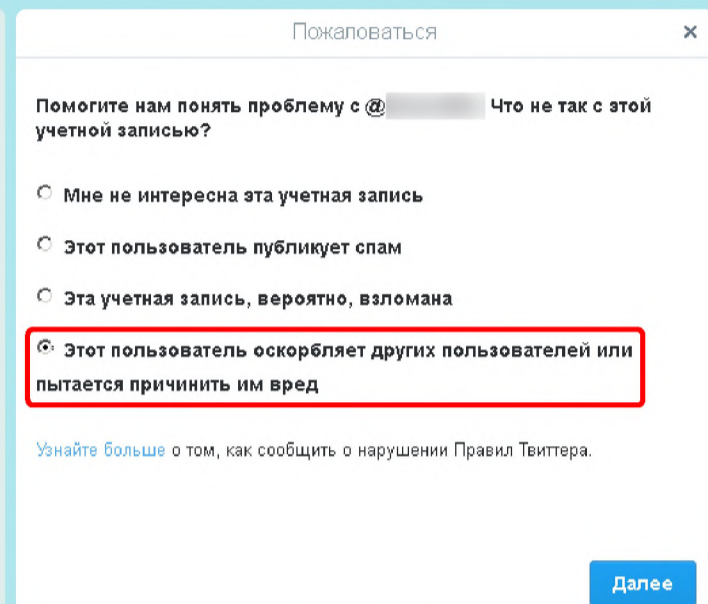 Пожаловаться
Помогите нам понять проблему с @ Что не так с этой
учетной записью?
Мне не интересна эта учетная запись
Этот пользователь публикует спам
Эта учетная запись, вероятно, взломана
Этот пользователь оскорбляет других пользователей или
пытается причинить им вред
Узнайте больше о том, как сообщить о нарушении Правил Твиттера.
Далее